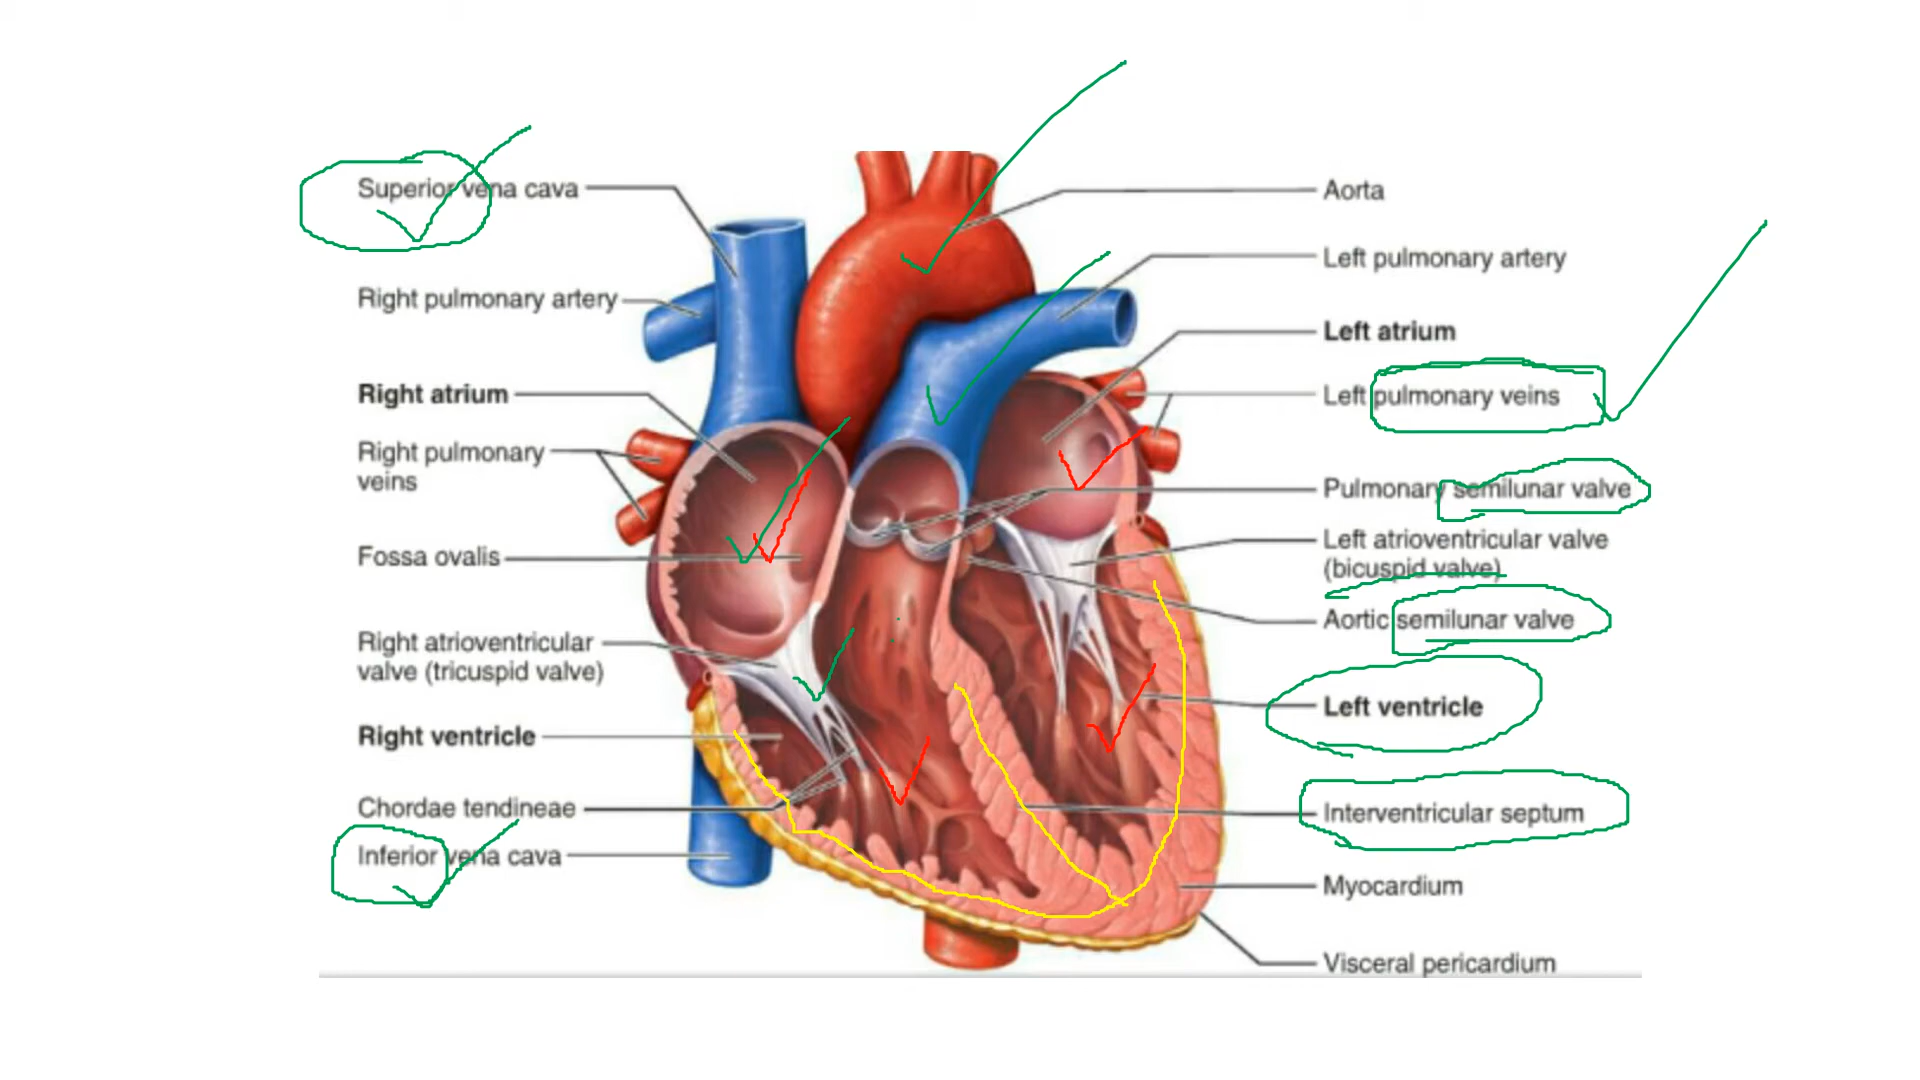 Superior vena cava
Right pulmonary artery
Right atrium
Right pulmonary
veins
Fossa ovalis
Right atrioventricular
valve (tricuspid valve)
Right ventricle
Chordae tendineae
Inferior vena cava
Aorta
Left pulmonary artery
Left atrium
Left pulmonary veins
Pulmonary semilunar valve
Left atrioventricular valve
(bicuspid valve)
Aortic semilunar valve
Left ventricle
Interventricular septum
Myocardium
Visceral pericardium